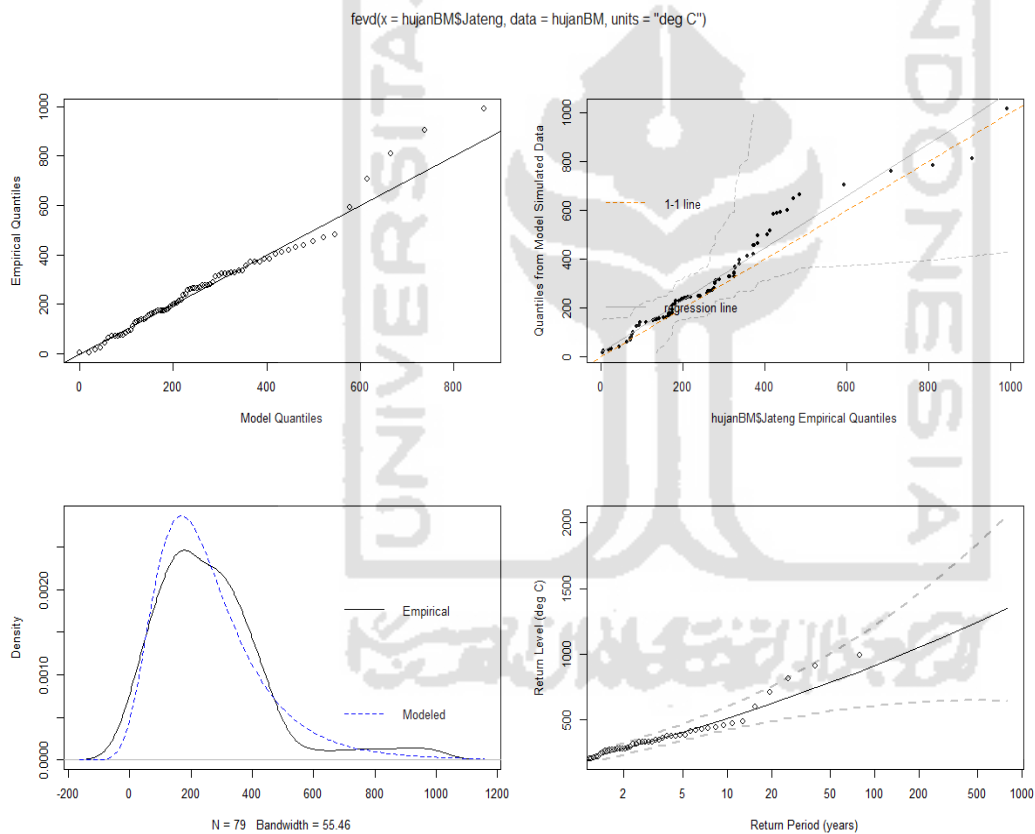 fevd(x = hujanBM$Jateng, data = hujanBM, units = "deg C")
Empirical Quantiles
0 200 400 600 800 1000
0 200 400 600 800
Model Quantiles
Quantiles from Model Simulated Data
0 200 400 600 800 1000
1-1 line
regression line
0 200 400 600 800 1000
hujanBM$Jateng Empirical Quantiles
Density
0.0000 0.0010 0.0020
Empirical
Modeled
-200 0 200 400 600 800 1000 1200
N = 79 Bandwidth = 55.46
Return Level (deg C)
500 1000 1500 2000
2 5 10 20 50 100 200 500 1000
Return Period (years)
UNIVERSITA
INDONESIA